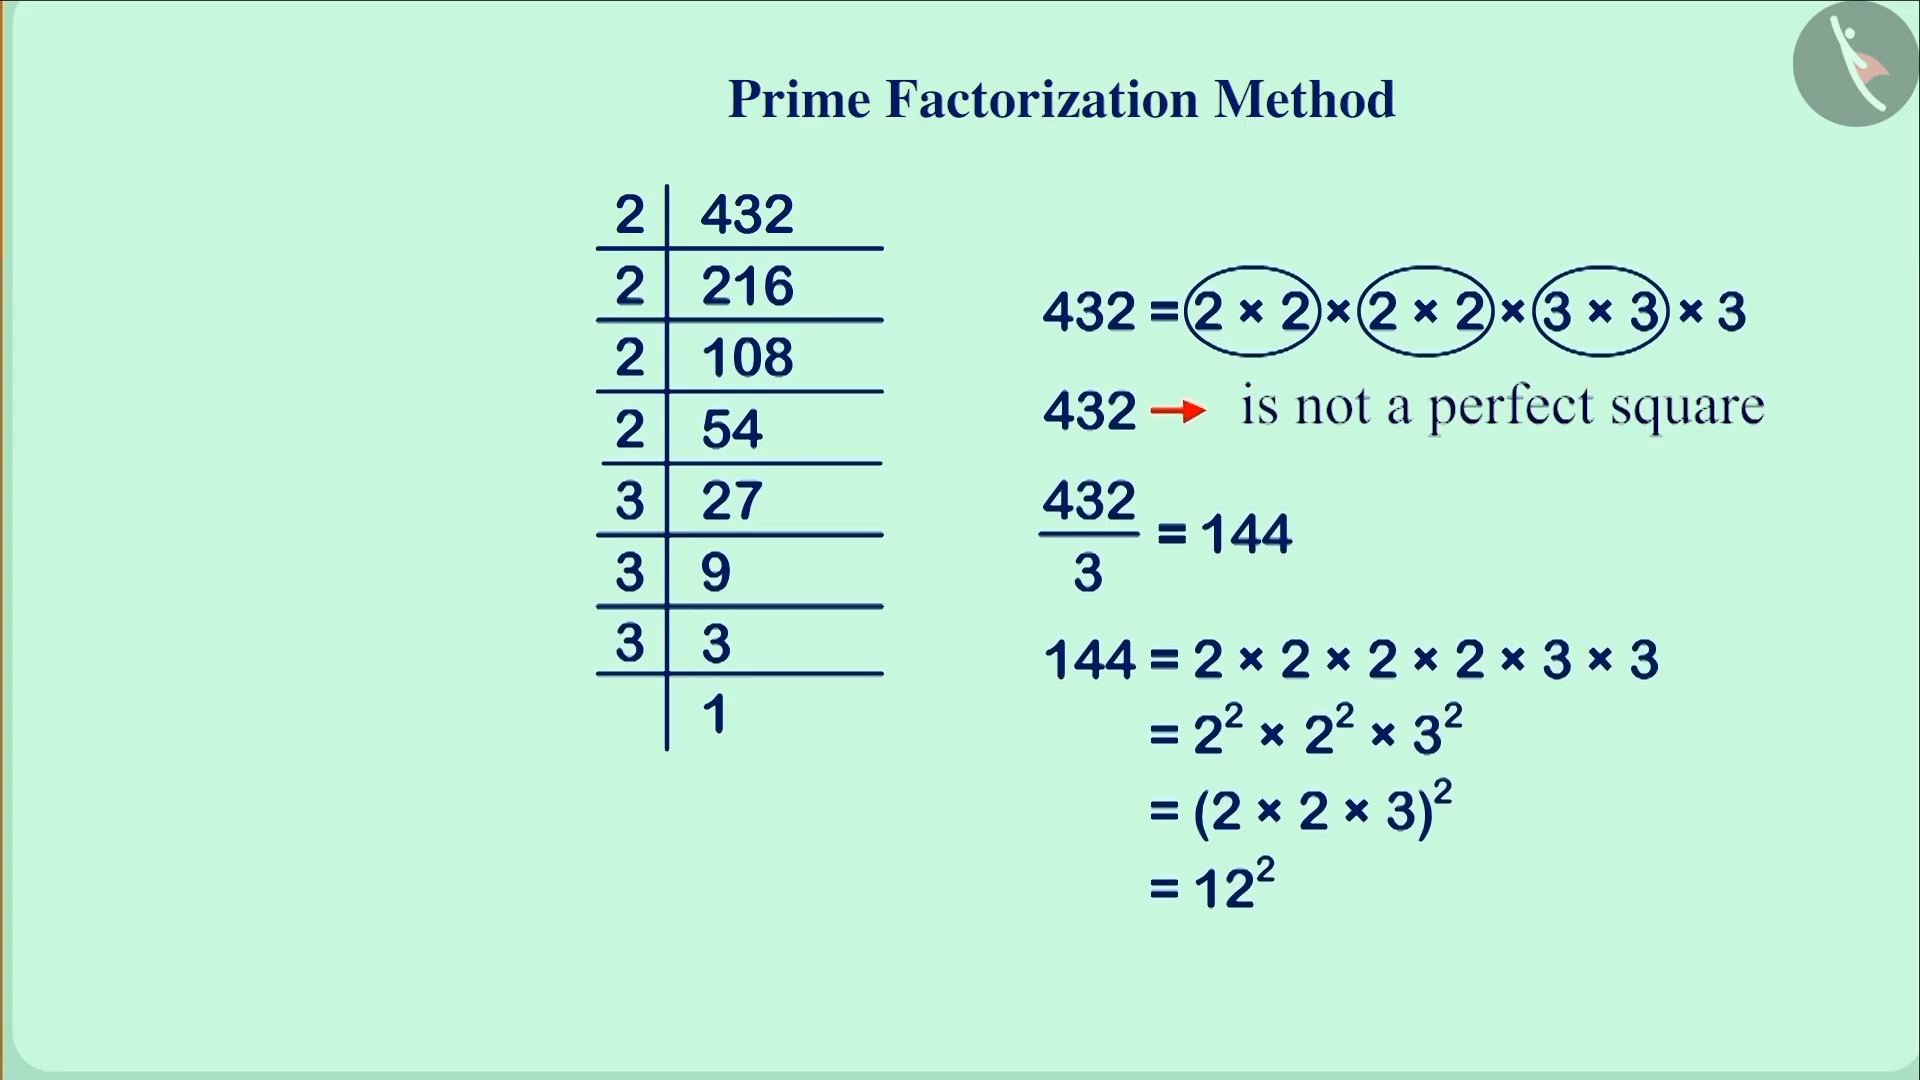 Prime Factorization Method
2 432
2 216
2 108
2 54
3 27
3 9
3 3
1
432 = 2 × 2 × 2 × 2 × 3 × 3 × 3
432 → is not a perfect square
432/3 = 144
144 = 2 × 2 × 2 × 2 × 3 × 3
= 2² × 2² × 3²
= (2 × 2 × 3)²
= 12²